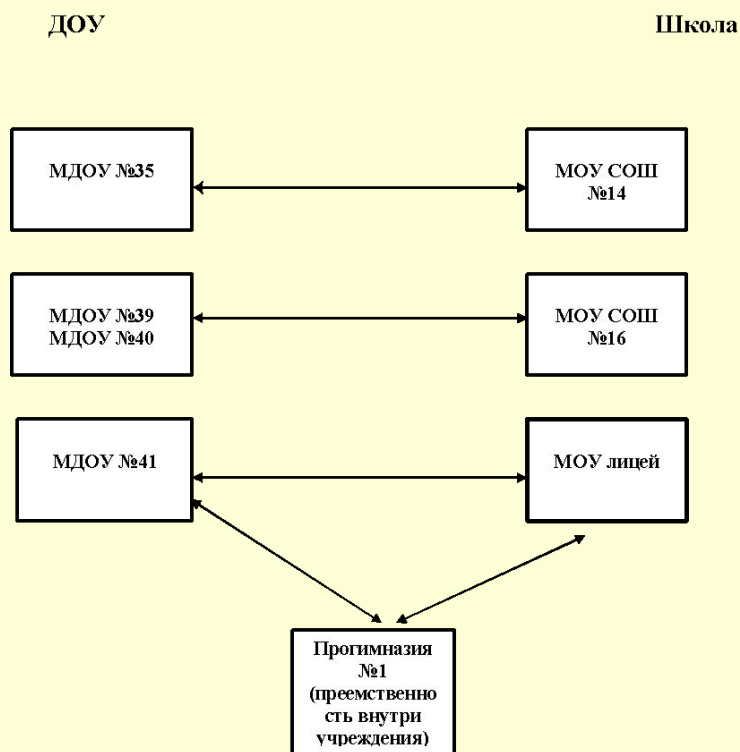 ДОУ
Школа
МДОУ №35
МОУ СОШ
№14
МДОУ №39
МДОУ №40
МОУ СОШ
№16
МДОУ №41
МОУ лицей
Прогимназия
№1
(преемственно
сть внутри
учреждения)